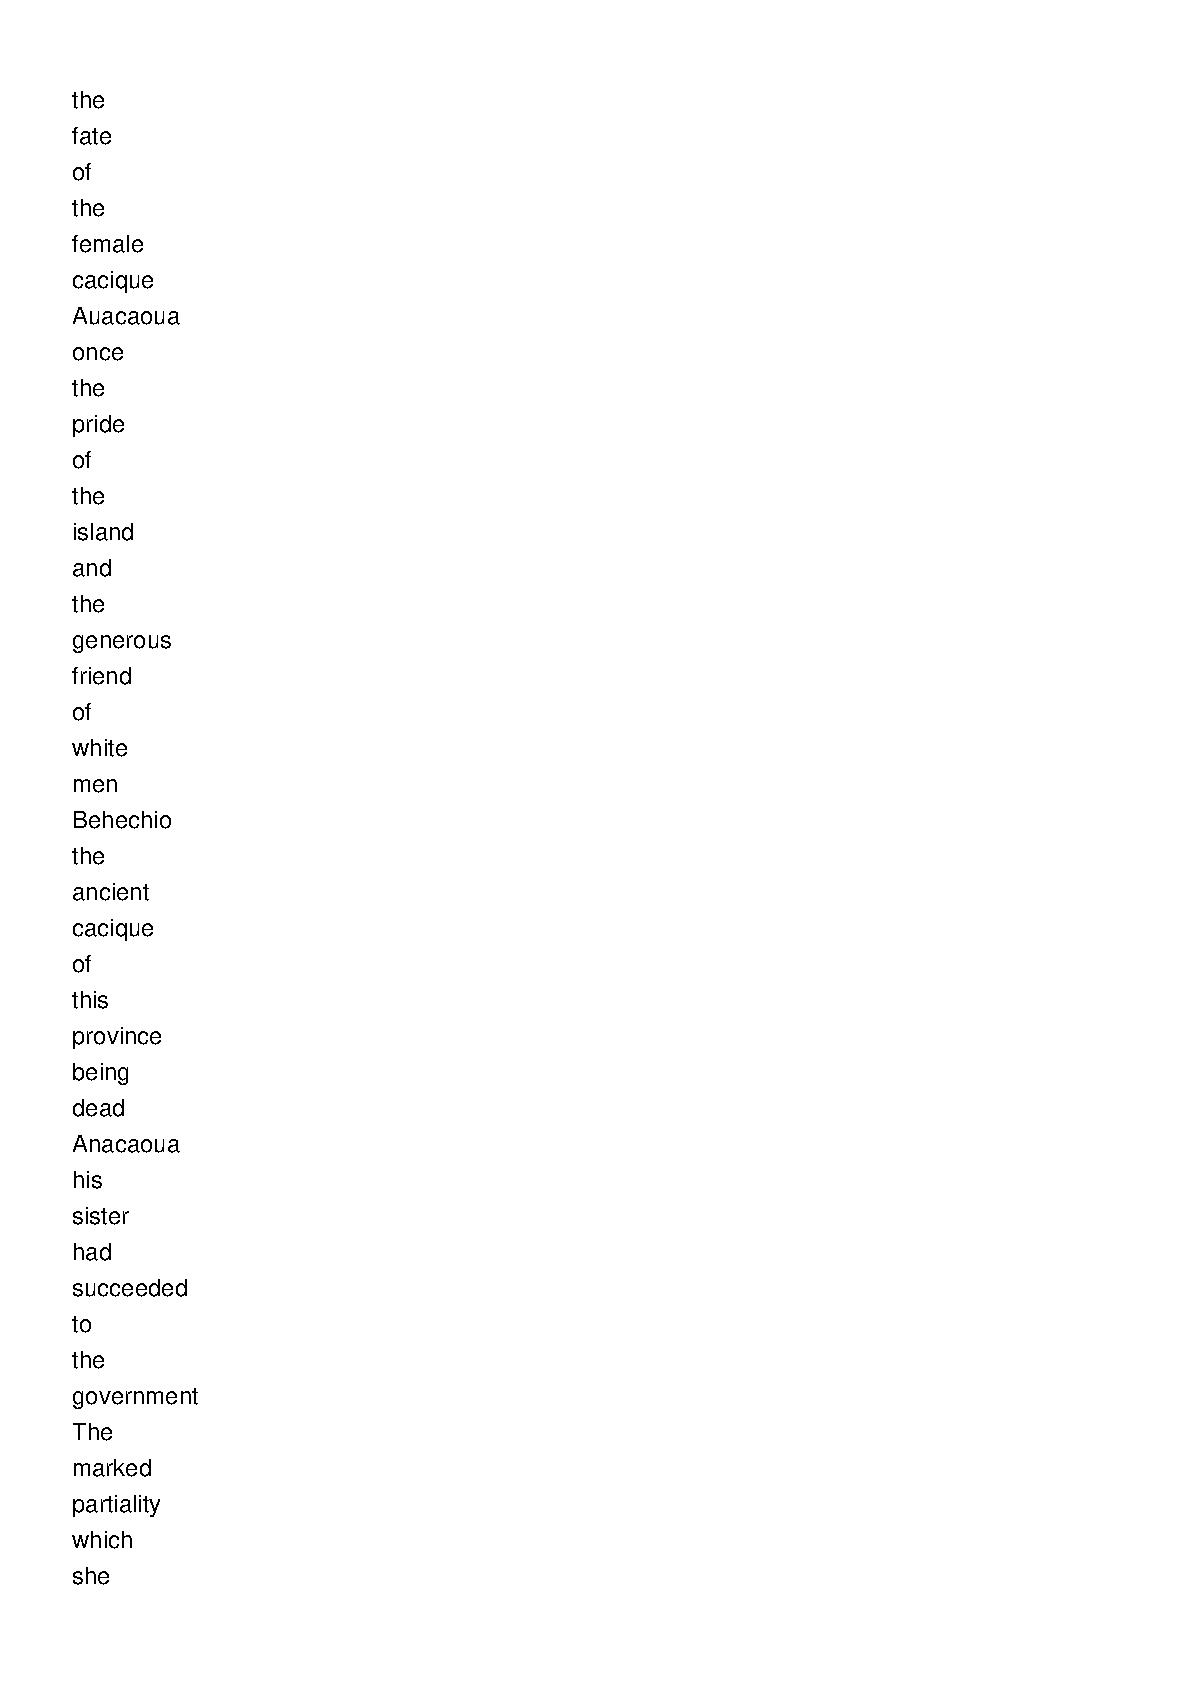 the
fate
of
the
female
cacique
Auacaoua
once
the
pride
of
the
island
and
the
generous
friend
of
white
men
Behechio
the
ancient
cacique
of
this
province
being
dead
Anacaoua
his
sister
had
succeeded
to
the
government
The
marked
partiality
which
she